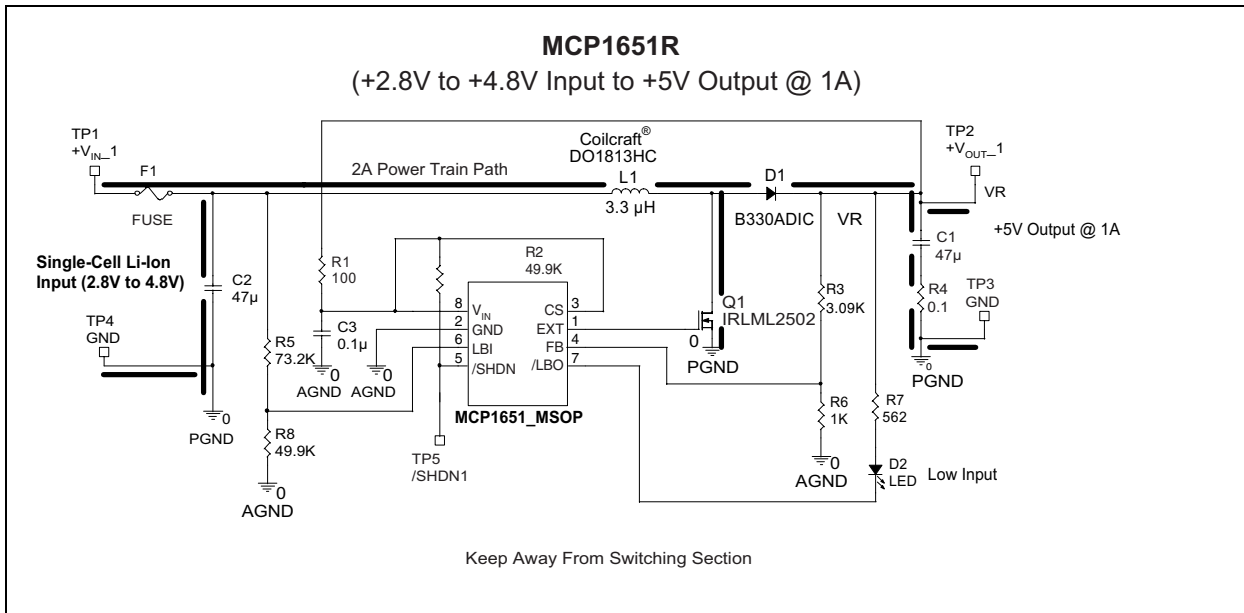 MCP1651R
(+2.8V to +4.8V Input to +5V Output @ 1A)
TP1
+VIN_1
F1
FUSE
2A Power Train Path
Coilcraft®
DO1813HC
L1
3.3 µH
D1
B330ADIC
VR
TP2
+VOUT_1
VR
+5V Output @ 1A
Single-Cell Li-Ion
Input (2.8V to 4.8V)
C2
47µ
R1
100
R2
49.9K
C1
47µ
R4
0.1
TP3
GND
R3
3.09K
Q1
IRLML2502
0
PGND
0
PGND
TP4
GND
0
PGND
R5
73.2K
R8
49.9K
0
AGND
C3
0.1µ
0
AGND
0
AGND
8
VIN
2
GND
6
LBI
5
/SHDN
CS
3
EXT
1
FB
4
/LBO
7
MCP1651_MSOP
TP5
/SHDN1
R6
1K
0
AGND
R7
562
D2
LED
Low Input
Keep Away From Switching Section